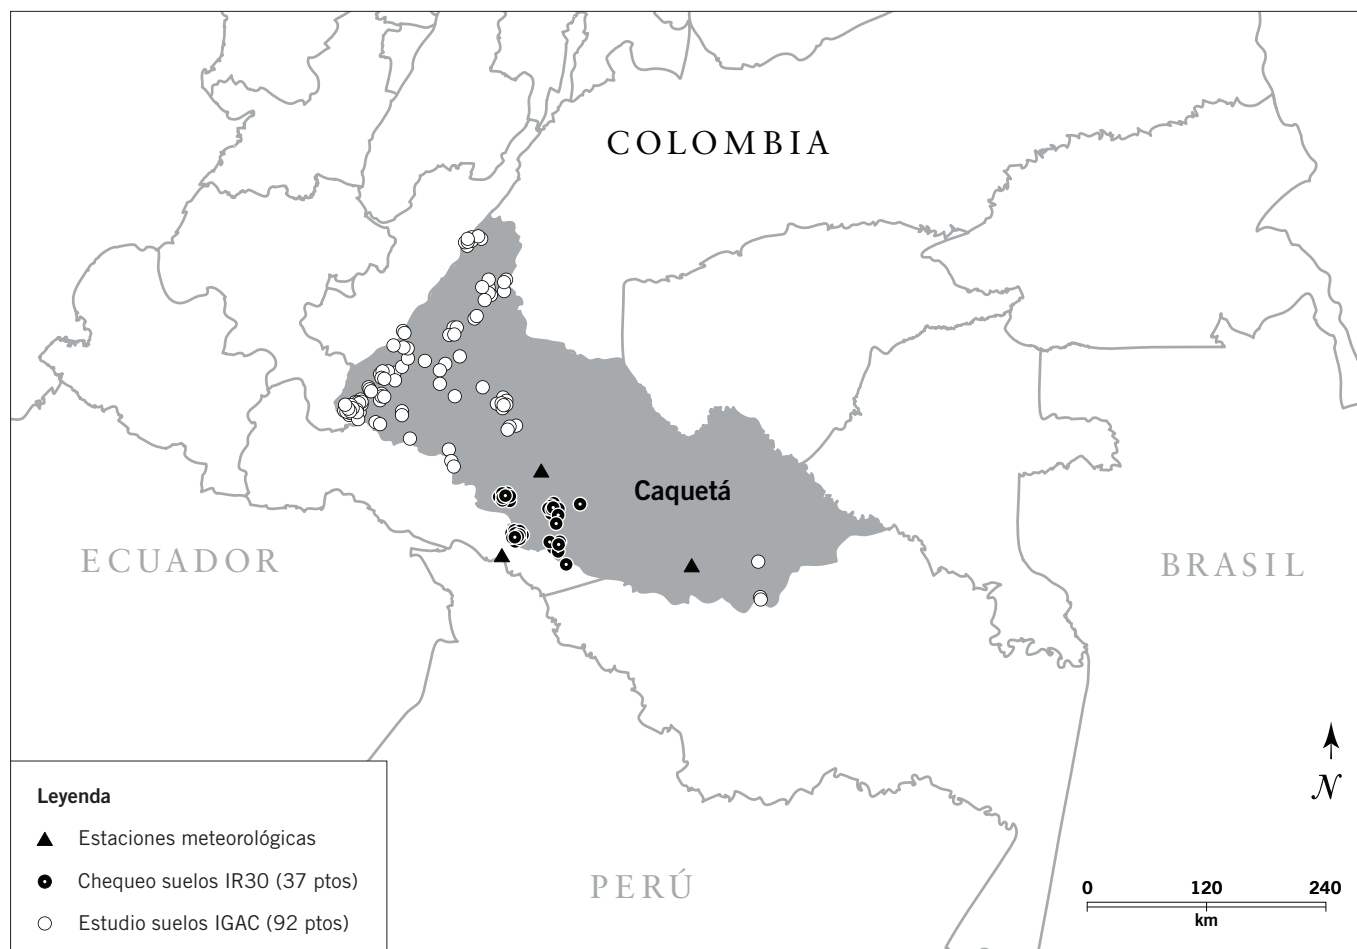 COLOMBIA
Caquetá
ECUADOR
BRASIL
PERÚ
N
Leyenda
Estaciones meteorológicas
Chequeo suelos IR30 (37 ptos)
Estudio suelos IGAC (92 ptos)
0 120 240
km